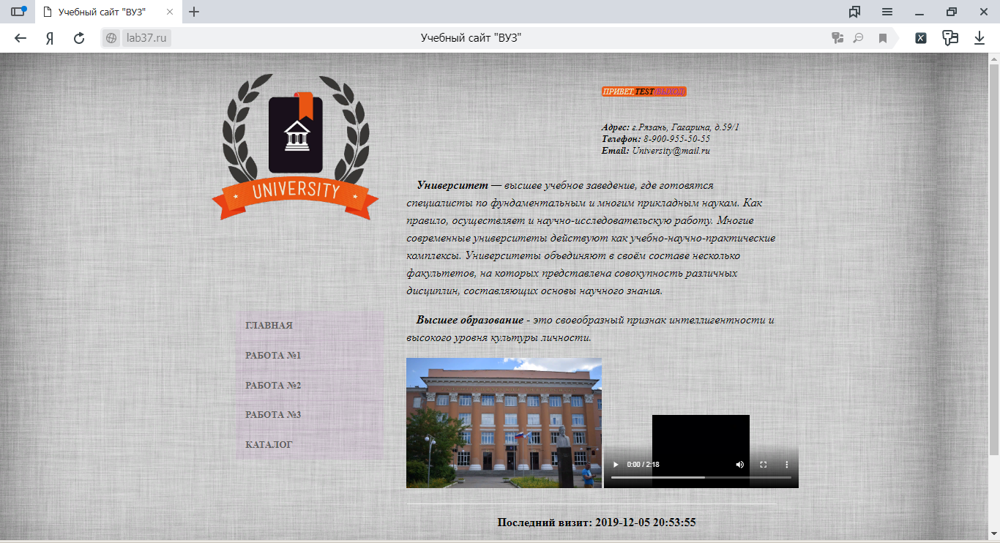 Учебный сайт "ВУЗ"
Я
lab37.ru
Учебный сайт "ВУЗ"
UNIVERSITY
ПРИВЕТ,TEST(ВЫХОД)
Адрес: г.Рязань, Гагарина, д.59/1
Телефон: 8-900-955-50-55
Email: University@mail.ru
Университет — высшее учебное заведение, где готовятся
специалисты по фундаментальным и многим прикладным наукам. Как
правило, осуществляет и научно-исследовательскую работу. Многие
современные университеты действуют как учебно-научно-практические
комплексы. Университеты объединяют в своём составе несколько
факультетов, на которых представлена совокупность различных
дисциплин, составляющих основы научного знания.
Высшее образование - это своеобразный признак интеллигентности и
высокого уровня культуры личности.
ГЛАВНАЯ
РАБОТА №1
РАБОТА №2
РАБОТА №3
КАТАЛОГ
0:00 / 2:18
Последний визит: 2019-12-05 20:53:55